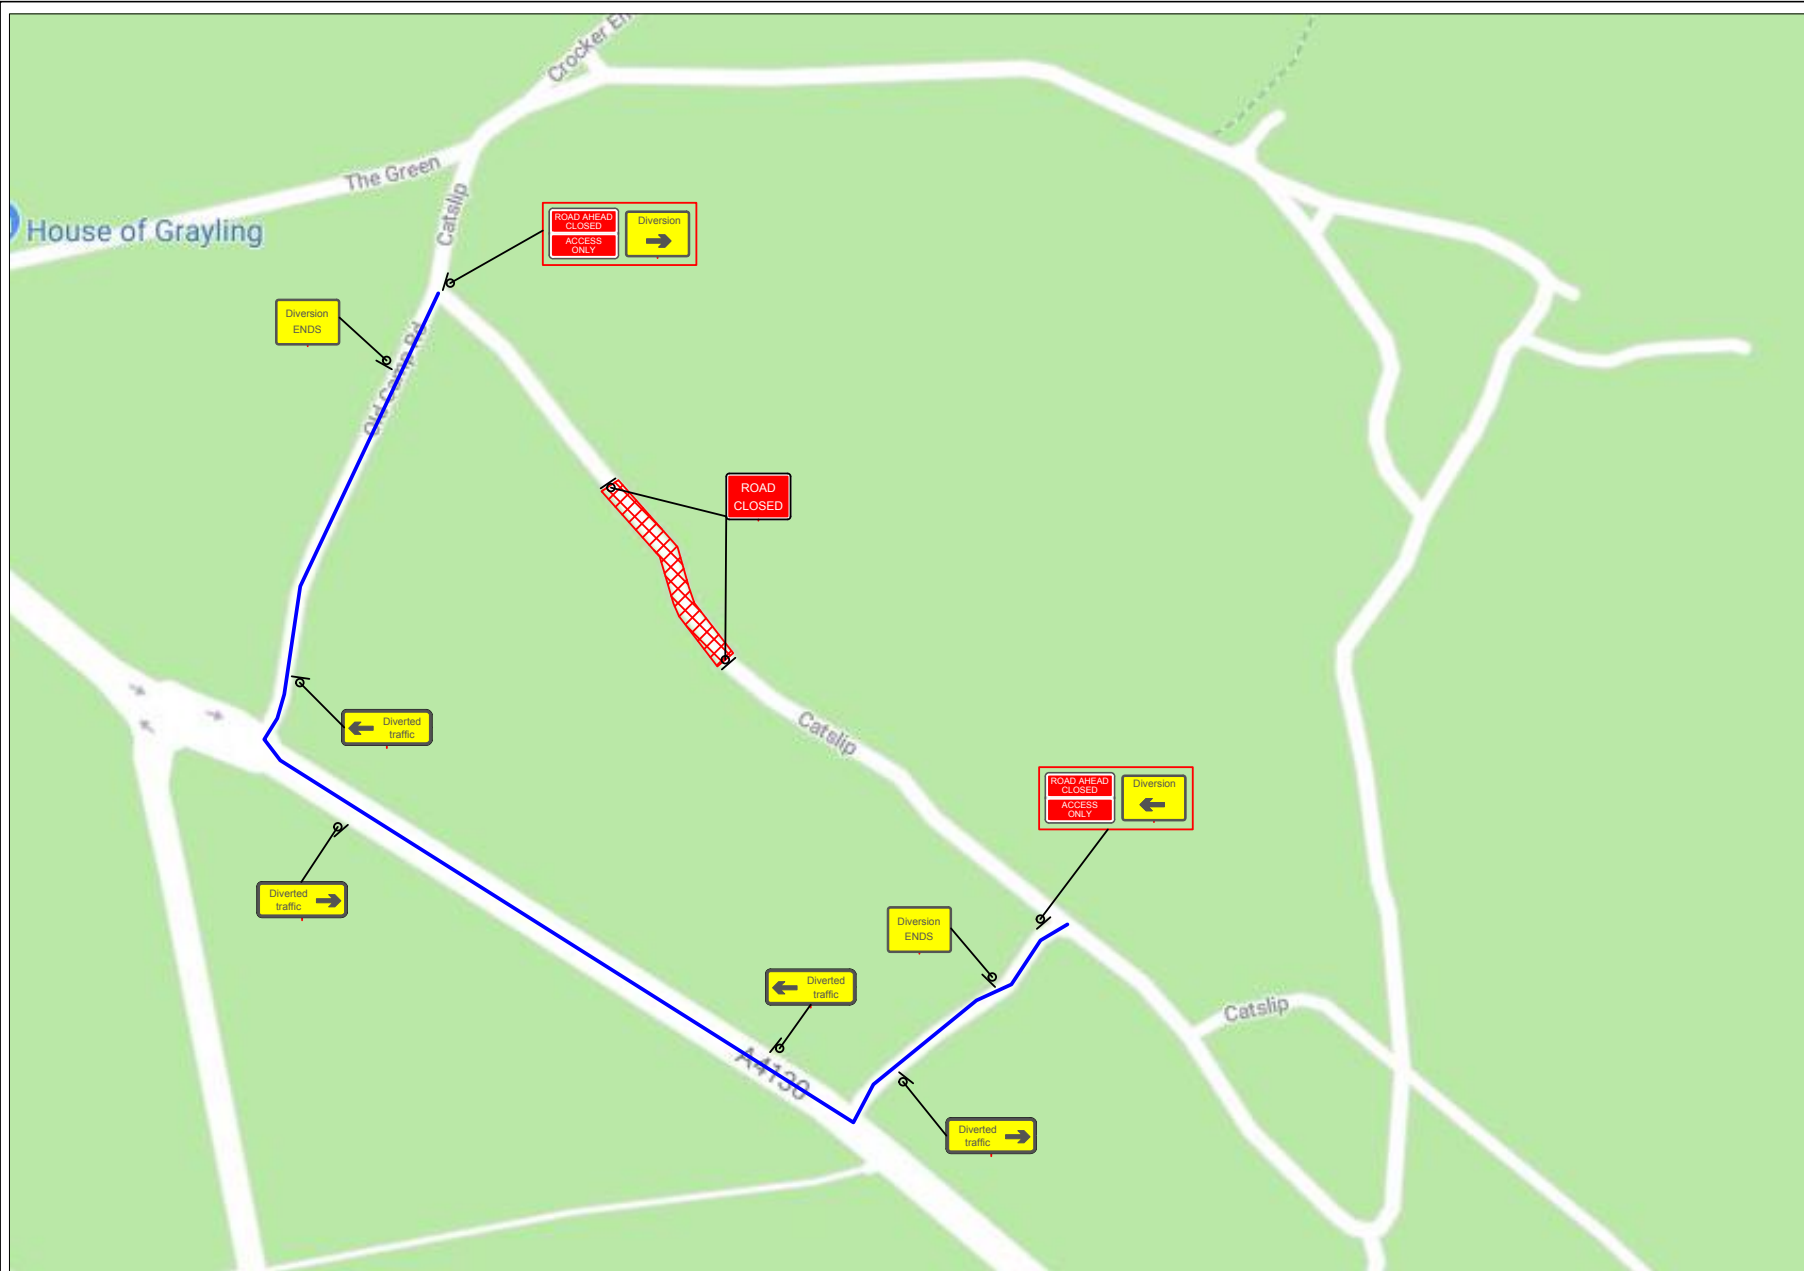 Crocker En
The Green
Catslip
House of Grayling
ROAD AHEAD
CLOSED
ACCESS
ONLY
Diversion
Diversion
ENDS
Old Camp Rd
ROAD
CLOSED
Diverted
traffic
Catslip
ROAD AHEAD
CLOSED
ACCESS
ONLY
Diversion
Diverted
traffic
Diversion
ENDS
Diverted
traffic
Catslip
A4130
Diverted
traffic